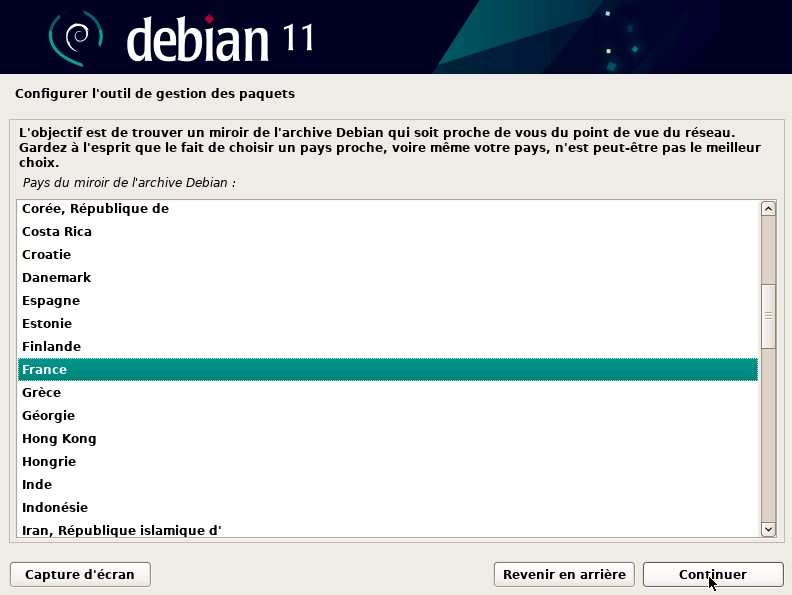 debian 11
Configurer l'outil de gestion des paquets
L'objectif est de trouver un miroir de l'archive Debian qui soit proche de vous du point de vue du réseau.
Gardez à l'esprit que le fait de choisir un pays proche, voire même votre pays, n'est peut-être pas le meilleur
choix.
Pays du miroir de l'archive Debian :
Corée, République de
Costa Rica
Croatie
Danemark
Espagne
Estonie
Finlande
France
Grèce
Géorgie
Hong Kong
Hongrie
Inde
Indonésie
Iran, République islamique d'
Capture d'écran
Revenir en arrière
Continuer